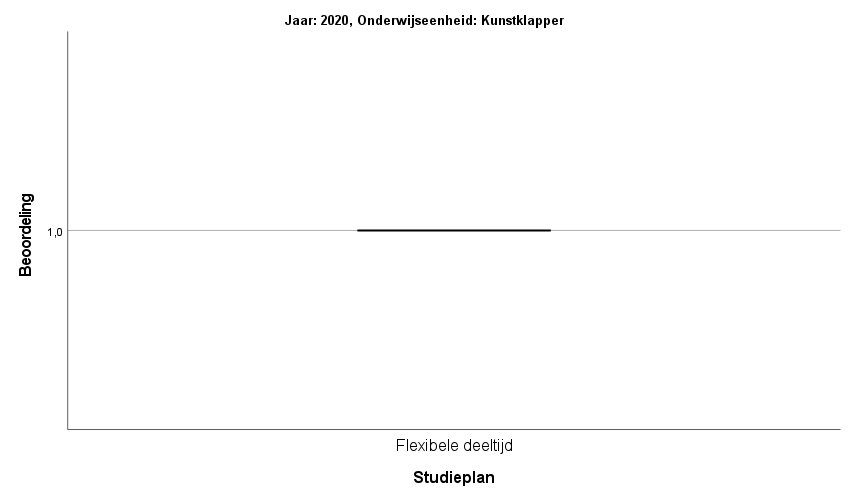 Jaar: 2020, Onderwijseenheid: Kunstklapper
Beoordeling
1,0
Flexibele deeltijd
Studieplan